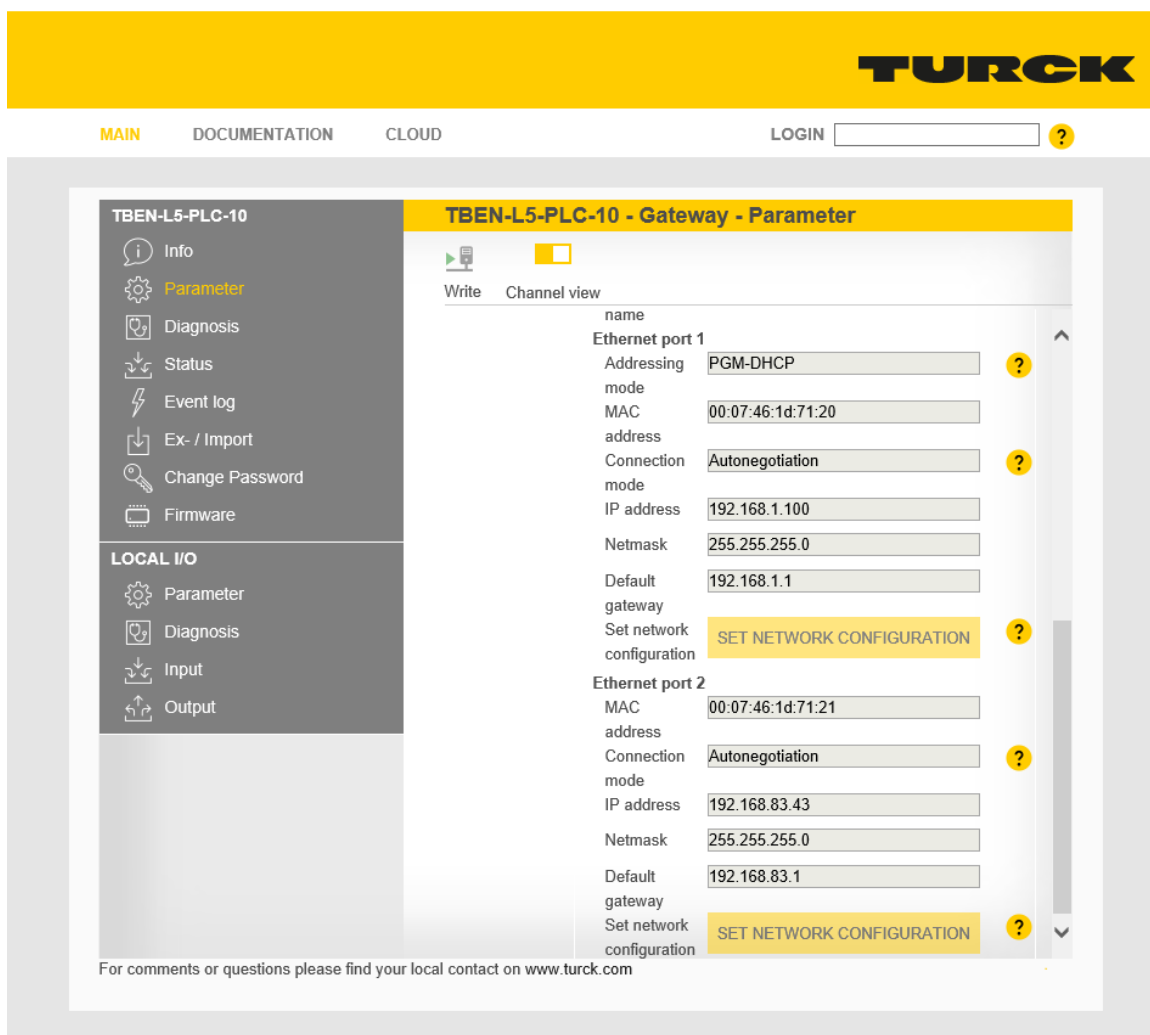 TURCK
MAIN DOCUMENTATION CLOUD LOGIN ?
TBEN-L5-PLC-10
Info
Parameter
Diagnosis
Status
Event log
Ex- / Import
Change Password
Firmware
LOCAL I/O
Parameter
Diagnosis
Input
Output
TBEN-L5-PLC-10 - Gateway - Parameter
Write Channel view
name
Ethernet port 1
Addressing PGM-DHCP ?
mode
MAC 00:07:46:1d:71:20
address
Connection Autonegotiation ?
mode
IP address 192.168.1.100
Netmask 255.255.255.0
Default 192.168.1.1
gateway
Set network SET NETWORK CONFIGURATION ?
configuration
Ethernet port 2
MAC 00:07:46:1d:71:21
address
Connection Autonegotiation ?
mode
IP address 192.168.83.43
Netmask 255.255.255.0
Default 192.168.83.1
gateway
Set network SET NETWORK CONFIGURATION ?
configuration
For comments or questions please find your local contact on www.turck.com